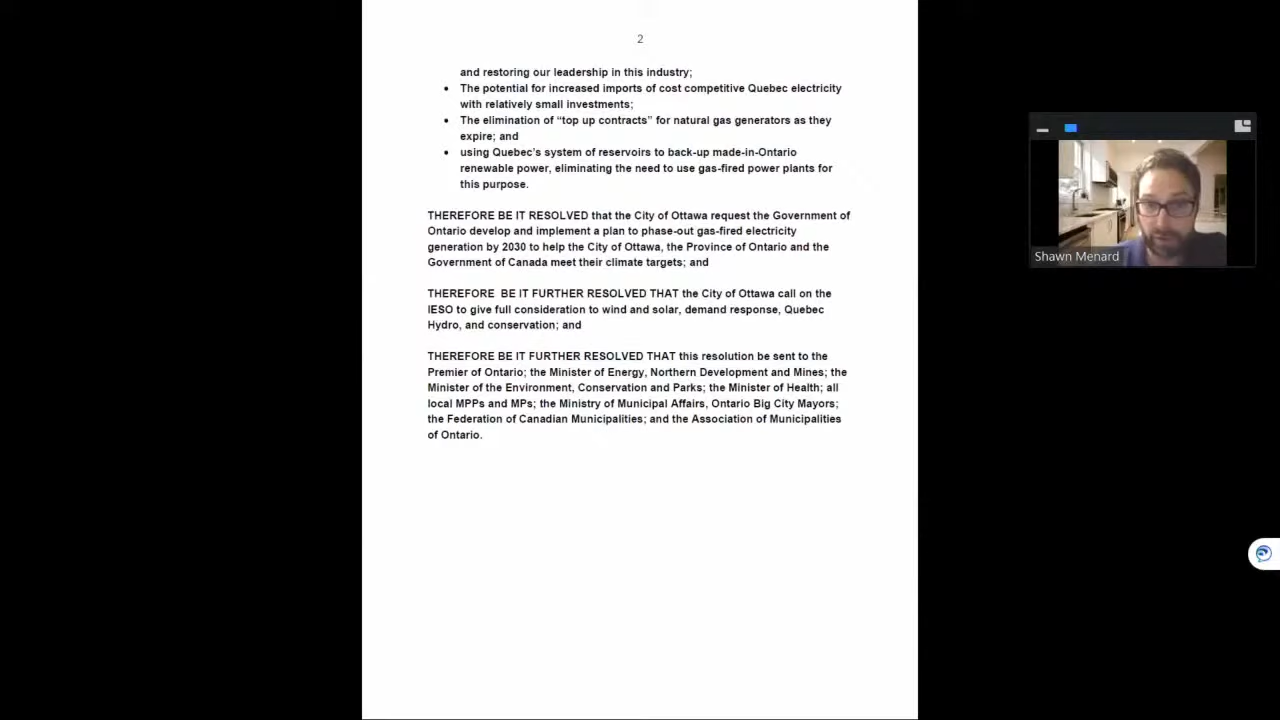 2
and restoring our leadership in this industry;
• The potential for increased imports of cost competitive Quebec electricity
with relatively small investments;
• The elimination of “top up contracts” for natural gas generators as they
expire; and
• using Quebec’s system of reservoirs to back-up made-in-Ontario
renewable power, eliminating the need to use gas-fired power plants for
this purpose.
THEREFORE BE IT RESOLVED that the City of Ottawa request the Government of
Ontario develop and implement a plan to phase-out gas-fired electricity
generation by 2030 to help the City of Ottawa, the Province of Ontario and the
Government of Canada meet their climate targets; and
THEREFORE  BE IT FURTHER RESOLVED THAT the City of Ottawa call on the
IESO to give full consideration to wind and solar, demand response, Quebec
Hydro, and conservation; and
THEREFORE BE IT FURTHER RESOLVED THAT this resolution be sent to the
Premier of Ontario; the Minister of Energy, Northern Development and Mines; the
Minister of the Environment, Conservation and Parks; the Minister of Health; all
local MPPs and MPs; the Ministry of Municipal Affairs, Ontario Big City Mayors;
the Federation of Canadian Municipalities; and the Association of Municipalities
of Ontario.
Shawn Menard